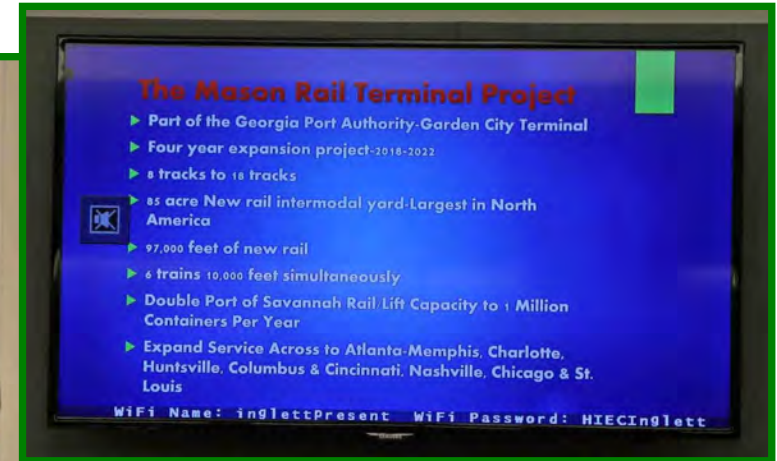 The Mason Rail Terminal Project
Part of the Georgia Port Authority-Garden City Terminal
Four year expansion project-2018-2022
8 tracks to 18 tracks
85 acre New rail intermodal yard-Largest in North
America
97,000 feet of new rail
6 trains 10,000 feet simultaneously
Double Port of Savannah Rail Lift Capacity to 1 Million
Containers Per Year
Expand Service Across to Atlanta-Memphis, Charlotte,
Huntsville, Columbus & Cincinnati, Nashville, Chicago & St.
Louis
WiFi Name: inglettPresent WiFi Password: HIECInglett